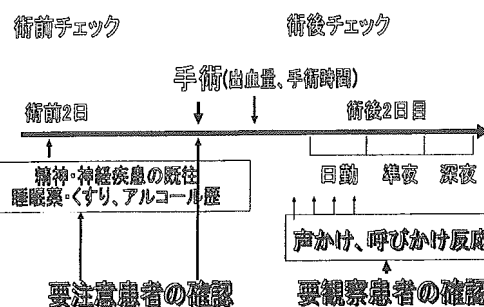 術前チェック
術後チェック
手術(出血量、手術時間)
術前2日
術後2日目
日勤
準夜
深夜
精神・神経疾患の既往
睡眠薬・くすり、アルコール歴
声かけ、呼びかけ反応
要注意患者の確認
要観察患者の確認